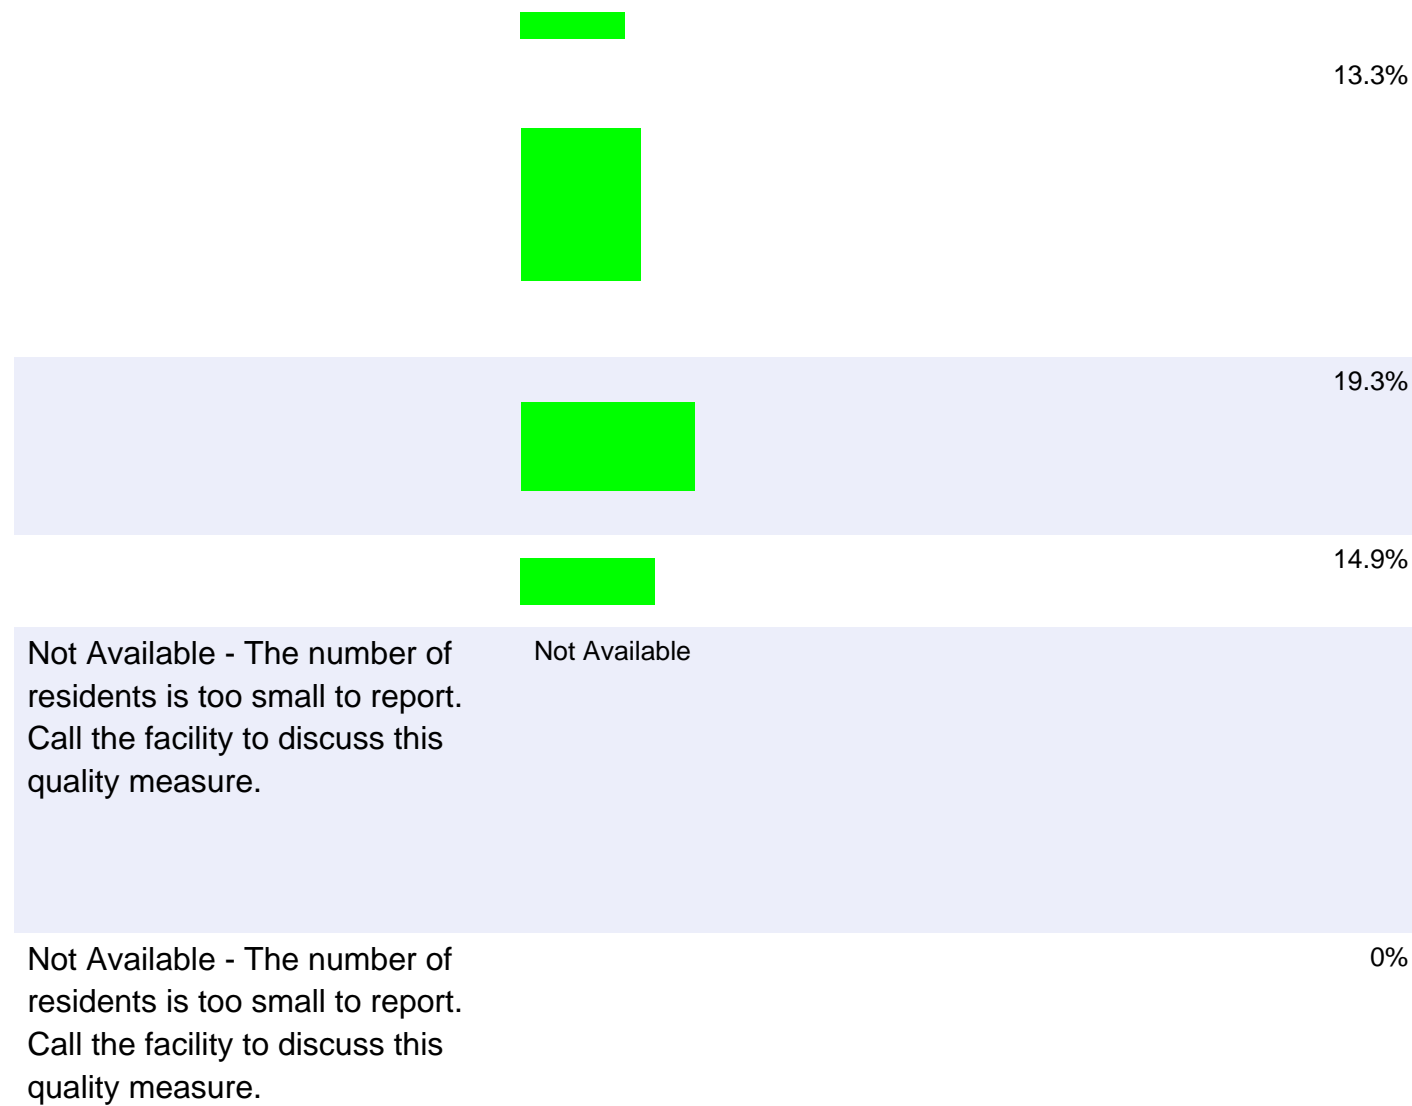 13.3%
19.3%
14.9%
Not Available - The number of
residents is too small to report.
Call the facility to discuss this
quality measure.
Not Available
Not Available - The number of
residents is too small to report.
Call the facility to discuss this
quality measure.
0%